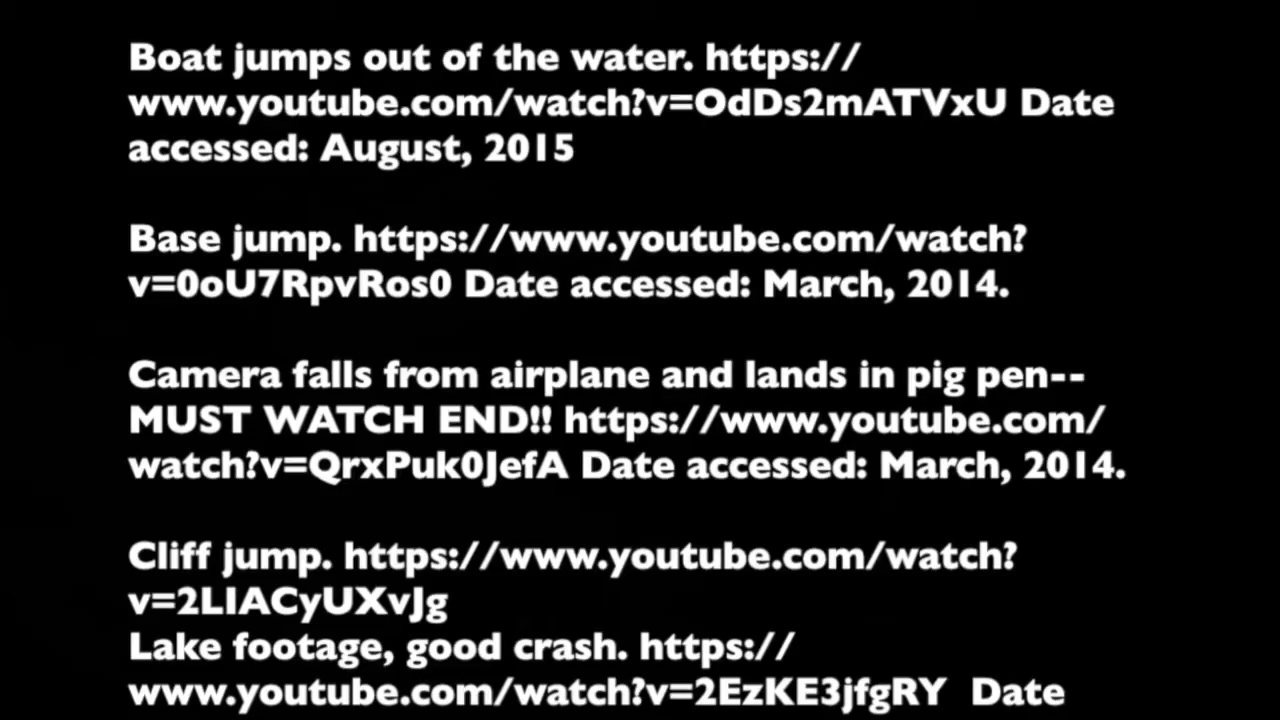 Boat jumps out of the water. https://
www.youtube.com/watch?v=OdDs2mATVxU Date
accessed: August, 2015
Base jump. https://www.youtube.com/watch?
v=0oU7RpvRos0 Date accessed: March, 2014.
Camera falls from airplane and lands in pig pen--
MUST WATCH END!! https://www.youtube.com/
watch?v=QrxPuk0JefA Date accessed: March, 2014.
Cliff jump. https://www.youtube.com/watch?
v=2LIACyUXvJg
Lake footage, good crash. https://
www.youtube.com/watch?v=2EzKE3jfgRY Date